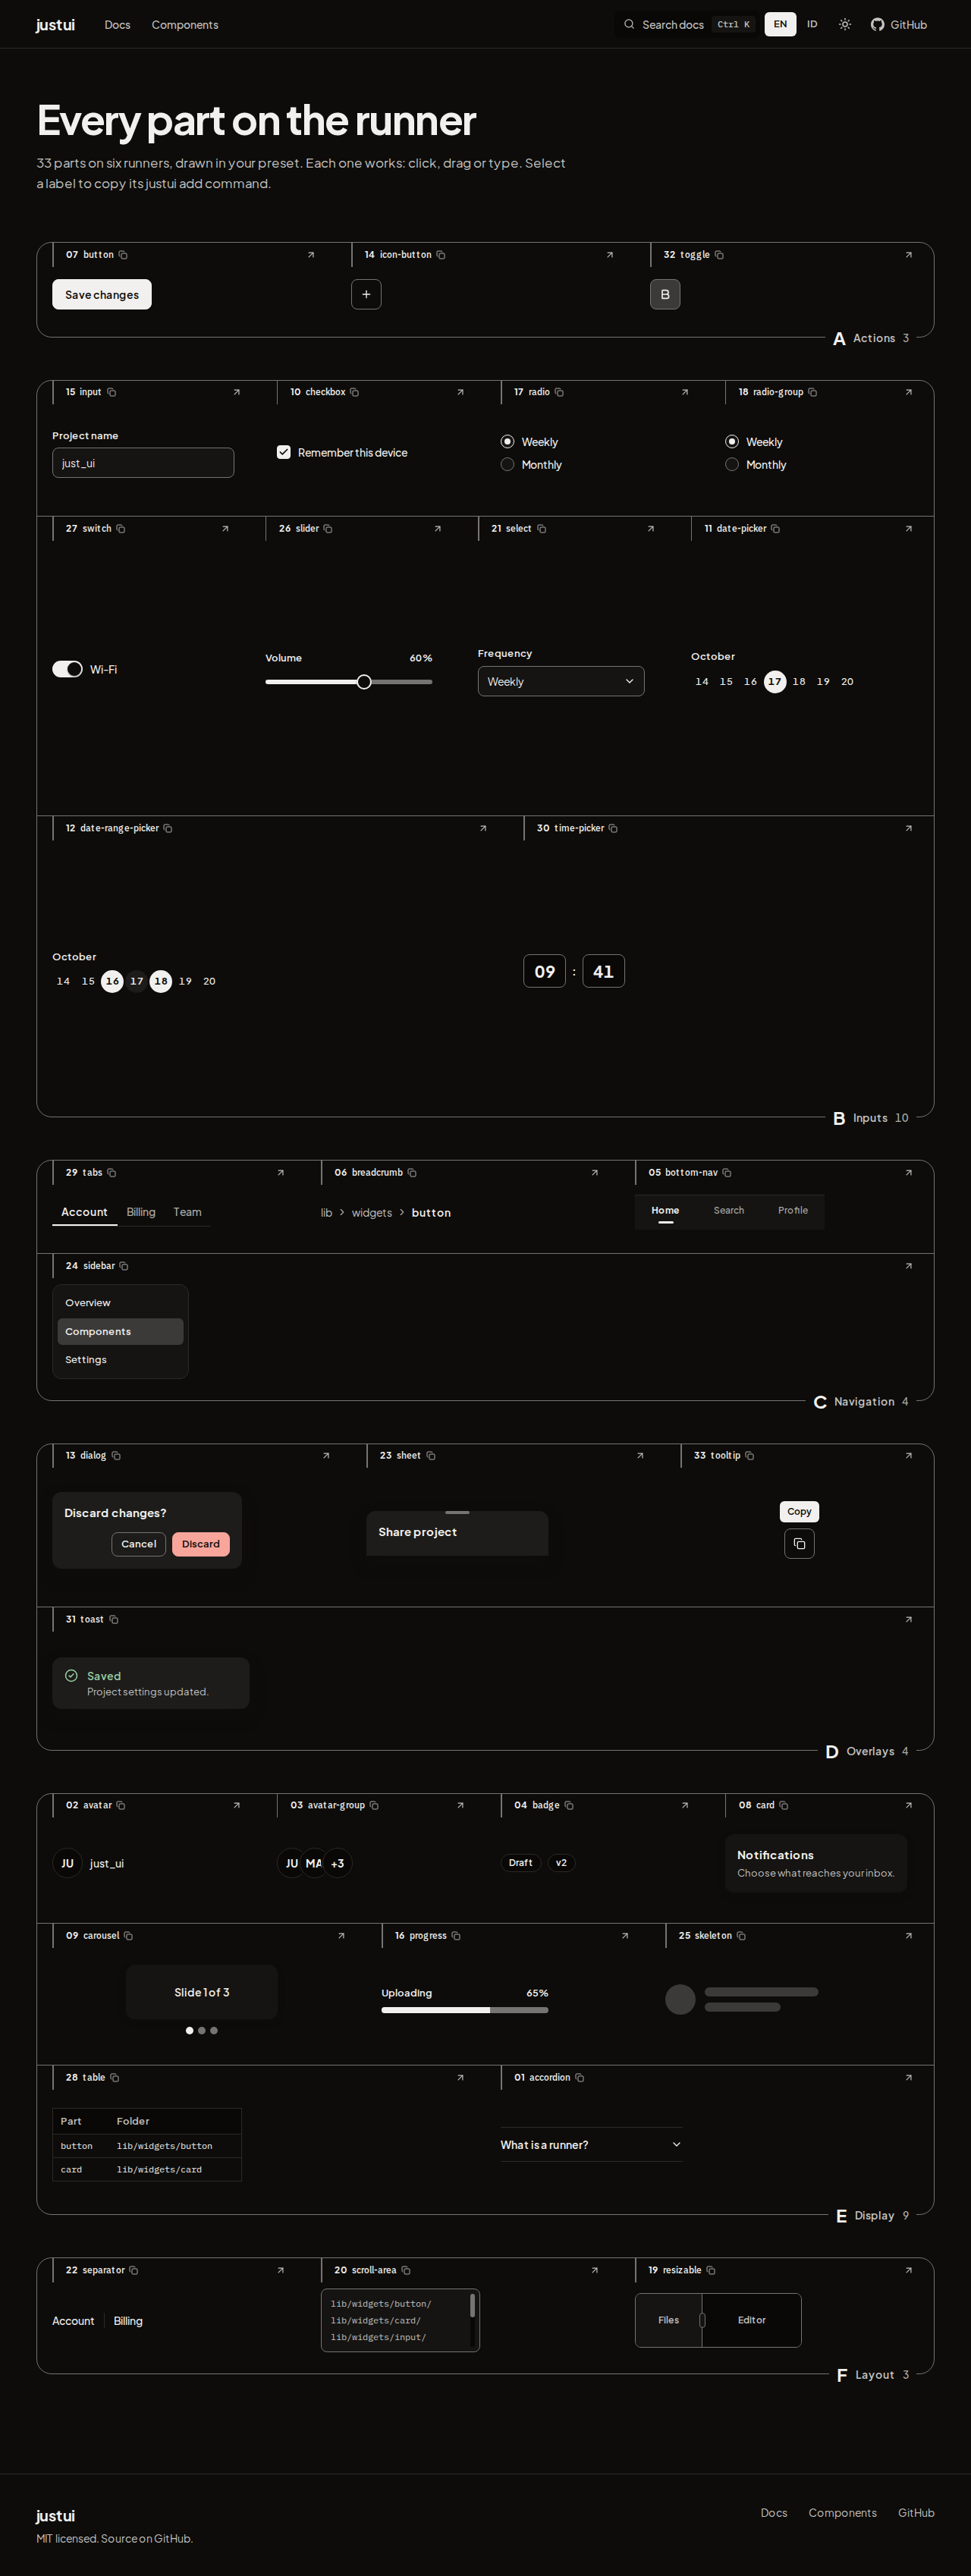 justui Docs Components Search docs Ctrl K EN ID GitHub
Every part on the runner
33 parts on six runners, drawn in your preset. Each one works: click, drag or type. Select
a label to copy its justui add command.
07 button 14 icon-button 32 toggle
Save changes B
A Actions 3
15 input 10 checkbox 17 radio 18 radio-group
Project name
just_ui
Remember this device
Weekly
Monthly
Weekly
Monthly
27 switch 26 slider 21 select 11 date-picker
Wi-Fi
Volume 60%
Frequency
Weekly
October
14 15 16 17 18 19 20
12 date-range-picker 30 time-picker
October
14 15 16 17 18 19 20
09 : 41
B Inputs 10
29 tabs 06 breadcrumb 05 bottom-nav
Account Billing Team
lib > widgets > button
Home Search Profile
24 sidebar
Overview
Components
Settings
C Navigation 4
13 dialog 23 sheet 33 tooltip
Discard changes?
Cancel Discard
Share project
Copy
31 toast
Saved
Project settings updated.
D Overlays 4
02 avatar 03 avatar-group 04 badge 08 card
JU just_ui
JU MA +3
Draft v2
Notifications
Choose what reaches your inbox.
09 carousel 16 progress 25 skeleton
Slide 1 of 3
Uploading 65%
28 table 01 accordion
Part Folder
button lib/widgets/button
card lib/widgets/card
What is a runner?
E Display 9
22 separator 20 scroll-area 19 resizable
Account Billing
lib/widgets/button/
lib/widgets/card/
lib/widgets/input/
Files Editor
F Layout 3
justui Docs Components GitHub
MIT licensed. Source on GitHub.